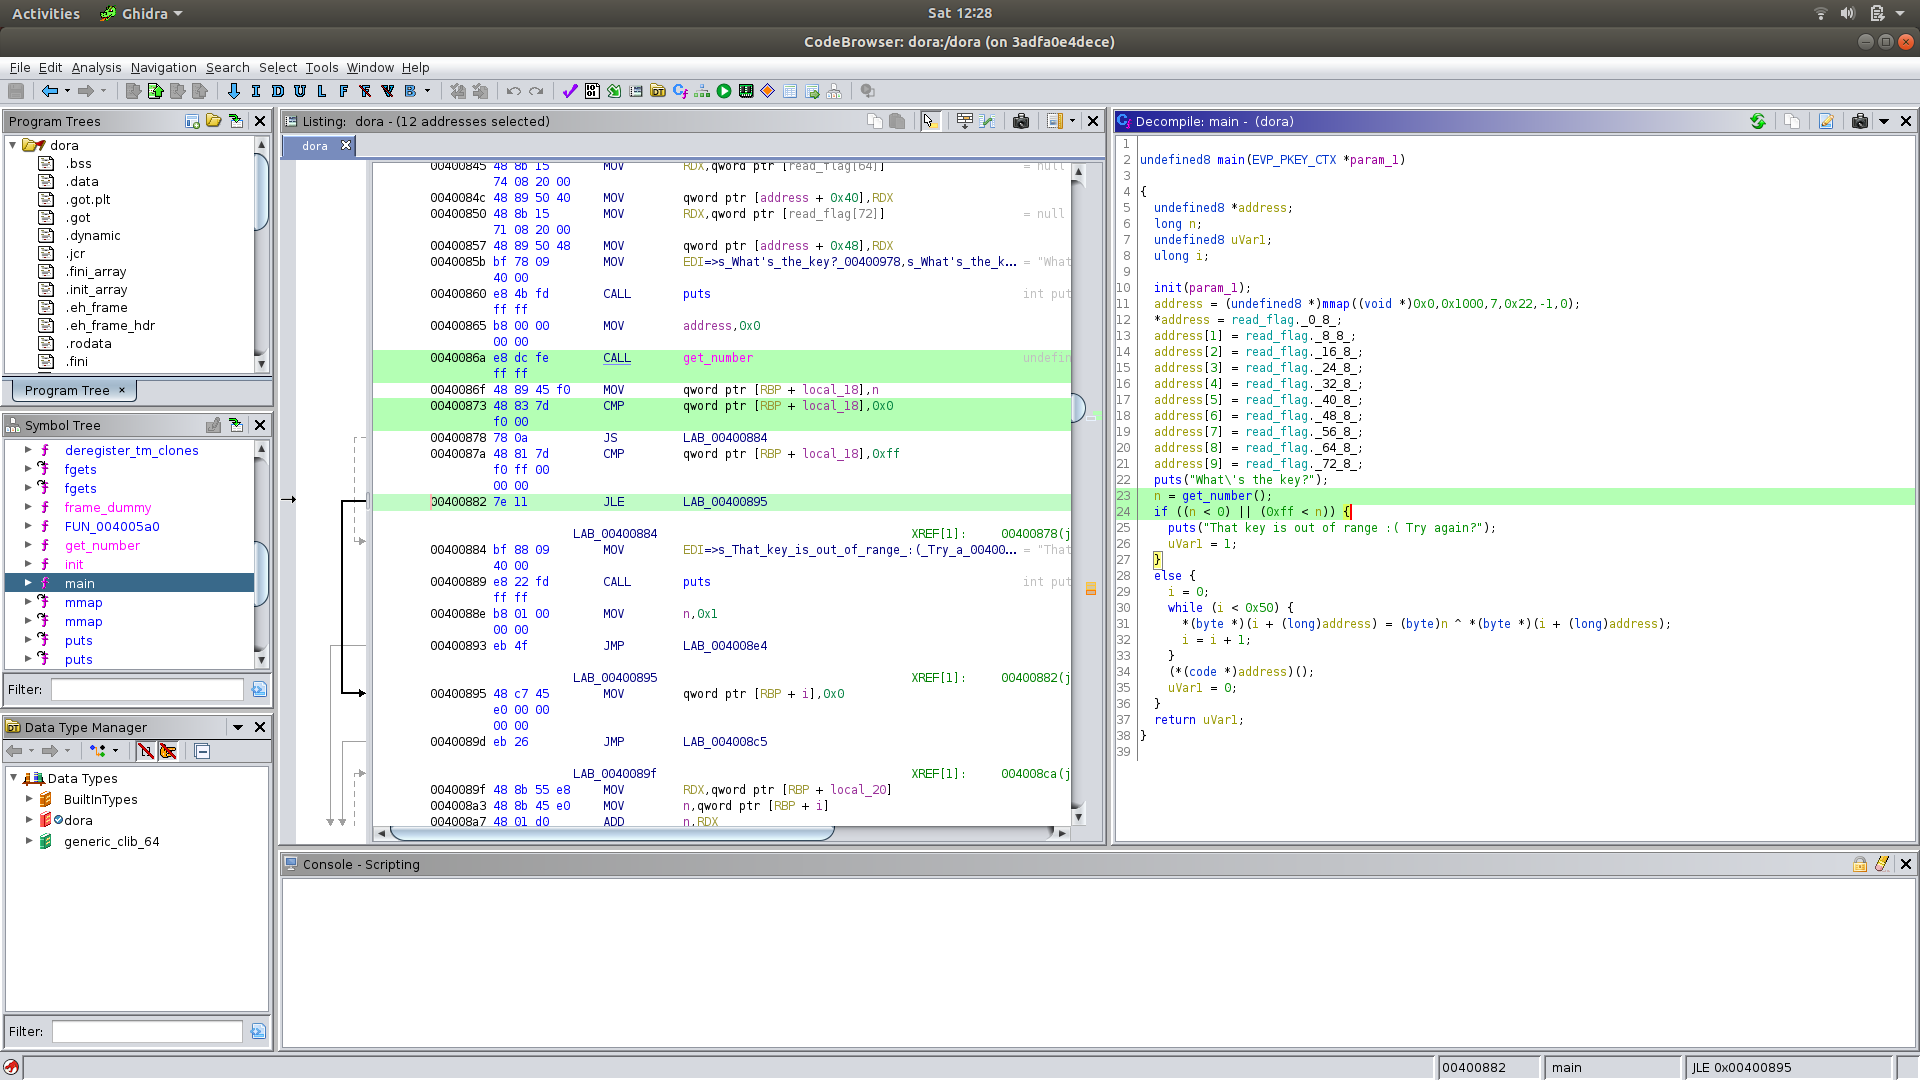 Activities
Ghidra
Sat 12:28
CodeBrowser: dora:/dora (on 3adfa0e4dece)
File Edit Analysis Navigation Search Select Tools Window Help
I D U L F B
Program Trees
dora
.bss
.data
.got.plt
.got
.dynamic
.jcr
.fini_array
.init_array
.eh_frame
.eh_frame_hdr
.rodata
.fini
Program Tree ×
Symbol Tree
deregister_tm_clones
fgets
fgets
frame_dummy
FUN_004005a0
get_number
init
main
mmap
mmap
puts
puts
Filter:
Data Type Manager
Data Types
BuiltInTypes
dora
generic_clib_64
Filter:
Listing: dora - (12 addresses selected)
dora
00400845 48 8b 15 MOV RDX,qword ptr [read_flag[64]] = null
74 08 20 00
0040084c 48 89 50 40 MOV qword ptr [address + 0x40],RDX
00400850 48 8b 15 MOV RDX,qword ptr [read_flag[72]] = null
71 08 20 00
00400857 48 89 50 48 MOV qword ptr [address + 0x48],RDX
0040085b bf 78 09 MOV EDI=>s_What's_the_key?_00400978,s_What's_the_k... = "What
40 00
00400860 e8 4b fd CALL puts int put
ff ff
00400865 b8 00 00 MOV address,0x0
00 00
0040086a e8 dc fe CALL get_number undefin
ff ff
0040086f 48 89 45 f0 MOV qword ptr [RBP + local_18],n
00400873 48 83 7d CMP qword ptr [RBP + local_18],0x0
f0 00
00400878 78 0a JS LAB_00400884
0040087a 48 81 7d CMP qword ptr [RBP + local_18],0xff
f0 ff 00
00 00
00400882 7e 11 JLE LAB_00400895
LAB_00400884 XREF[1]: 00400878(j
00400884 bf 88 09 MOV EDI=>s_That_key_is_out_of_range_:(_Try_a_00400... = "That
40 00
00400889 e8 22 fd CALL puts int put
ff ff
0040088e b8 01 00 MOV n,0x1
00 00
00400893 eb 4f JMP LAB_004008e4
LAB_00400895 XREF[1]: 00400882(j
00400895 48 c7 45 MOV qword ptr [RBP + i],0x0
e0 00 00
00 00
0040089d eb 26 JMP LAB_004008c5
LAB_0040089f XREF[1]: 004008ca(j
0040089f 48 8b 55 e8 MOV RDX,qword ptr [RBP + local_20]
004008a3 48 8b 45 e0 MOV n,qword ptr [RBP + i]
004008a7 48 01 d0 ADD n,RDX
Decompile: main - (dora)
1
2 undefined8 main(EVP_PKEY_CTX *param_1)
3
4 {
5 undefined8 *address;
6 long n;
7 undefined8 uVar1;
8 ulong i;
9
10 init(param_1);
11 address = (undefined8 *)mmap((void *)0x0,0x1000,7,0x22,-1,0);
12 *address = read_flag._0_8_;
13 address[1] = read_flag._8_8_;
14 address[2] = read_flag._16_8_;
15 address[3] = read_flag._24_8_;
16 address[4] = read_flag._32_8_;
17 address[5] = read_flag._40_8_;
18 address[6] = read_flag._48_8_;
19 address[7] = read_flag._56_8_;
20 address[8] = read_flag._64_8_;
21 address[9] = read_flag._72_8_;
22 puts("What\'s the key?");
23 n = get_number();
24 if ((n < 0) || (0xff < n)) {
25 puts("That key is out of range :( Try again?");
26 uVar1 = 1;
27 }
28 else {
29 i = 0;
30 while (i < 0x50) {
31 *(byte *)(i + (long)address) = (byte)n ^ *(byte *)(i + (long)address);
32 i = i + 1;
33 }
34 (*(code *)address)();
35 uVar1 = 0;
36 }
37 return uVar1;
38 }
39
Console - Scripting
00400882
main
JLE 0x00400895